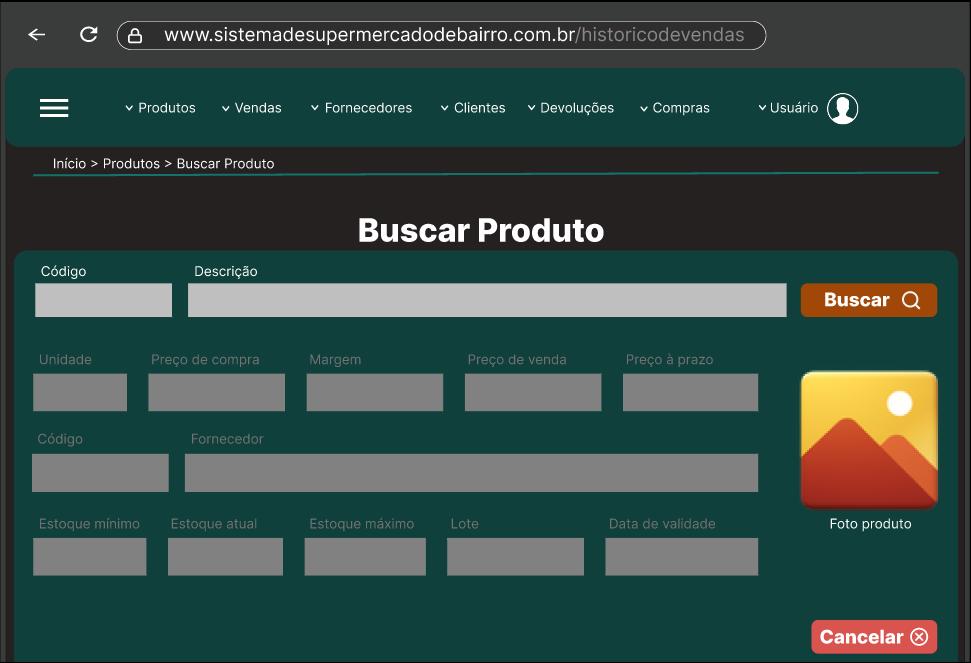 www.sistemadesupermercadodebairro.com.br/historicodevendas
Produtos Vendas Fornecedores Clientes Devoluções Compras Usuário
Início > Produtos > Buscar Produto
Buscar Produto
Código Descrição
Buscar
Unidade Preço de compra Margem Preço de venda Preço à prazo
Código Fornecedor
Estoque mínimo Estoque atual Estoque máximo Lote Data de validade
Foto produto
Cancelar